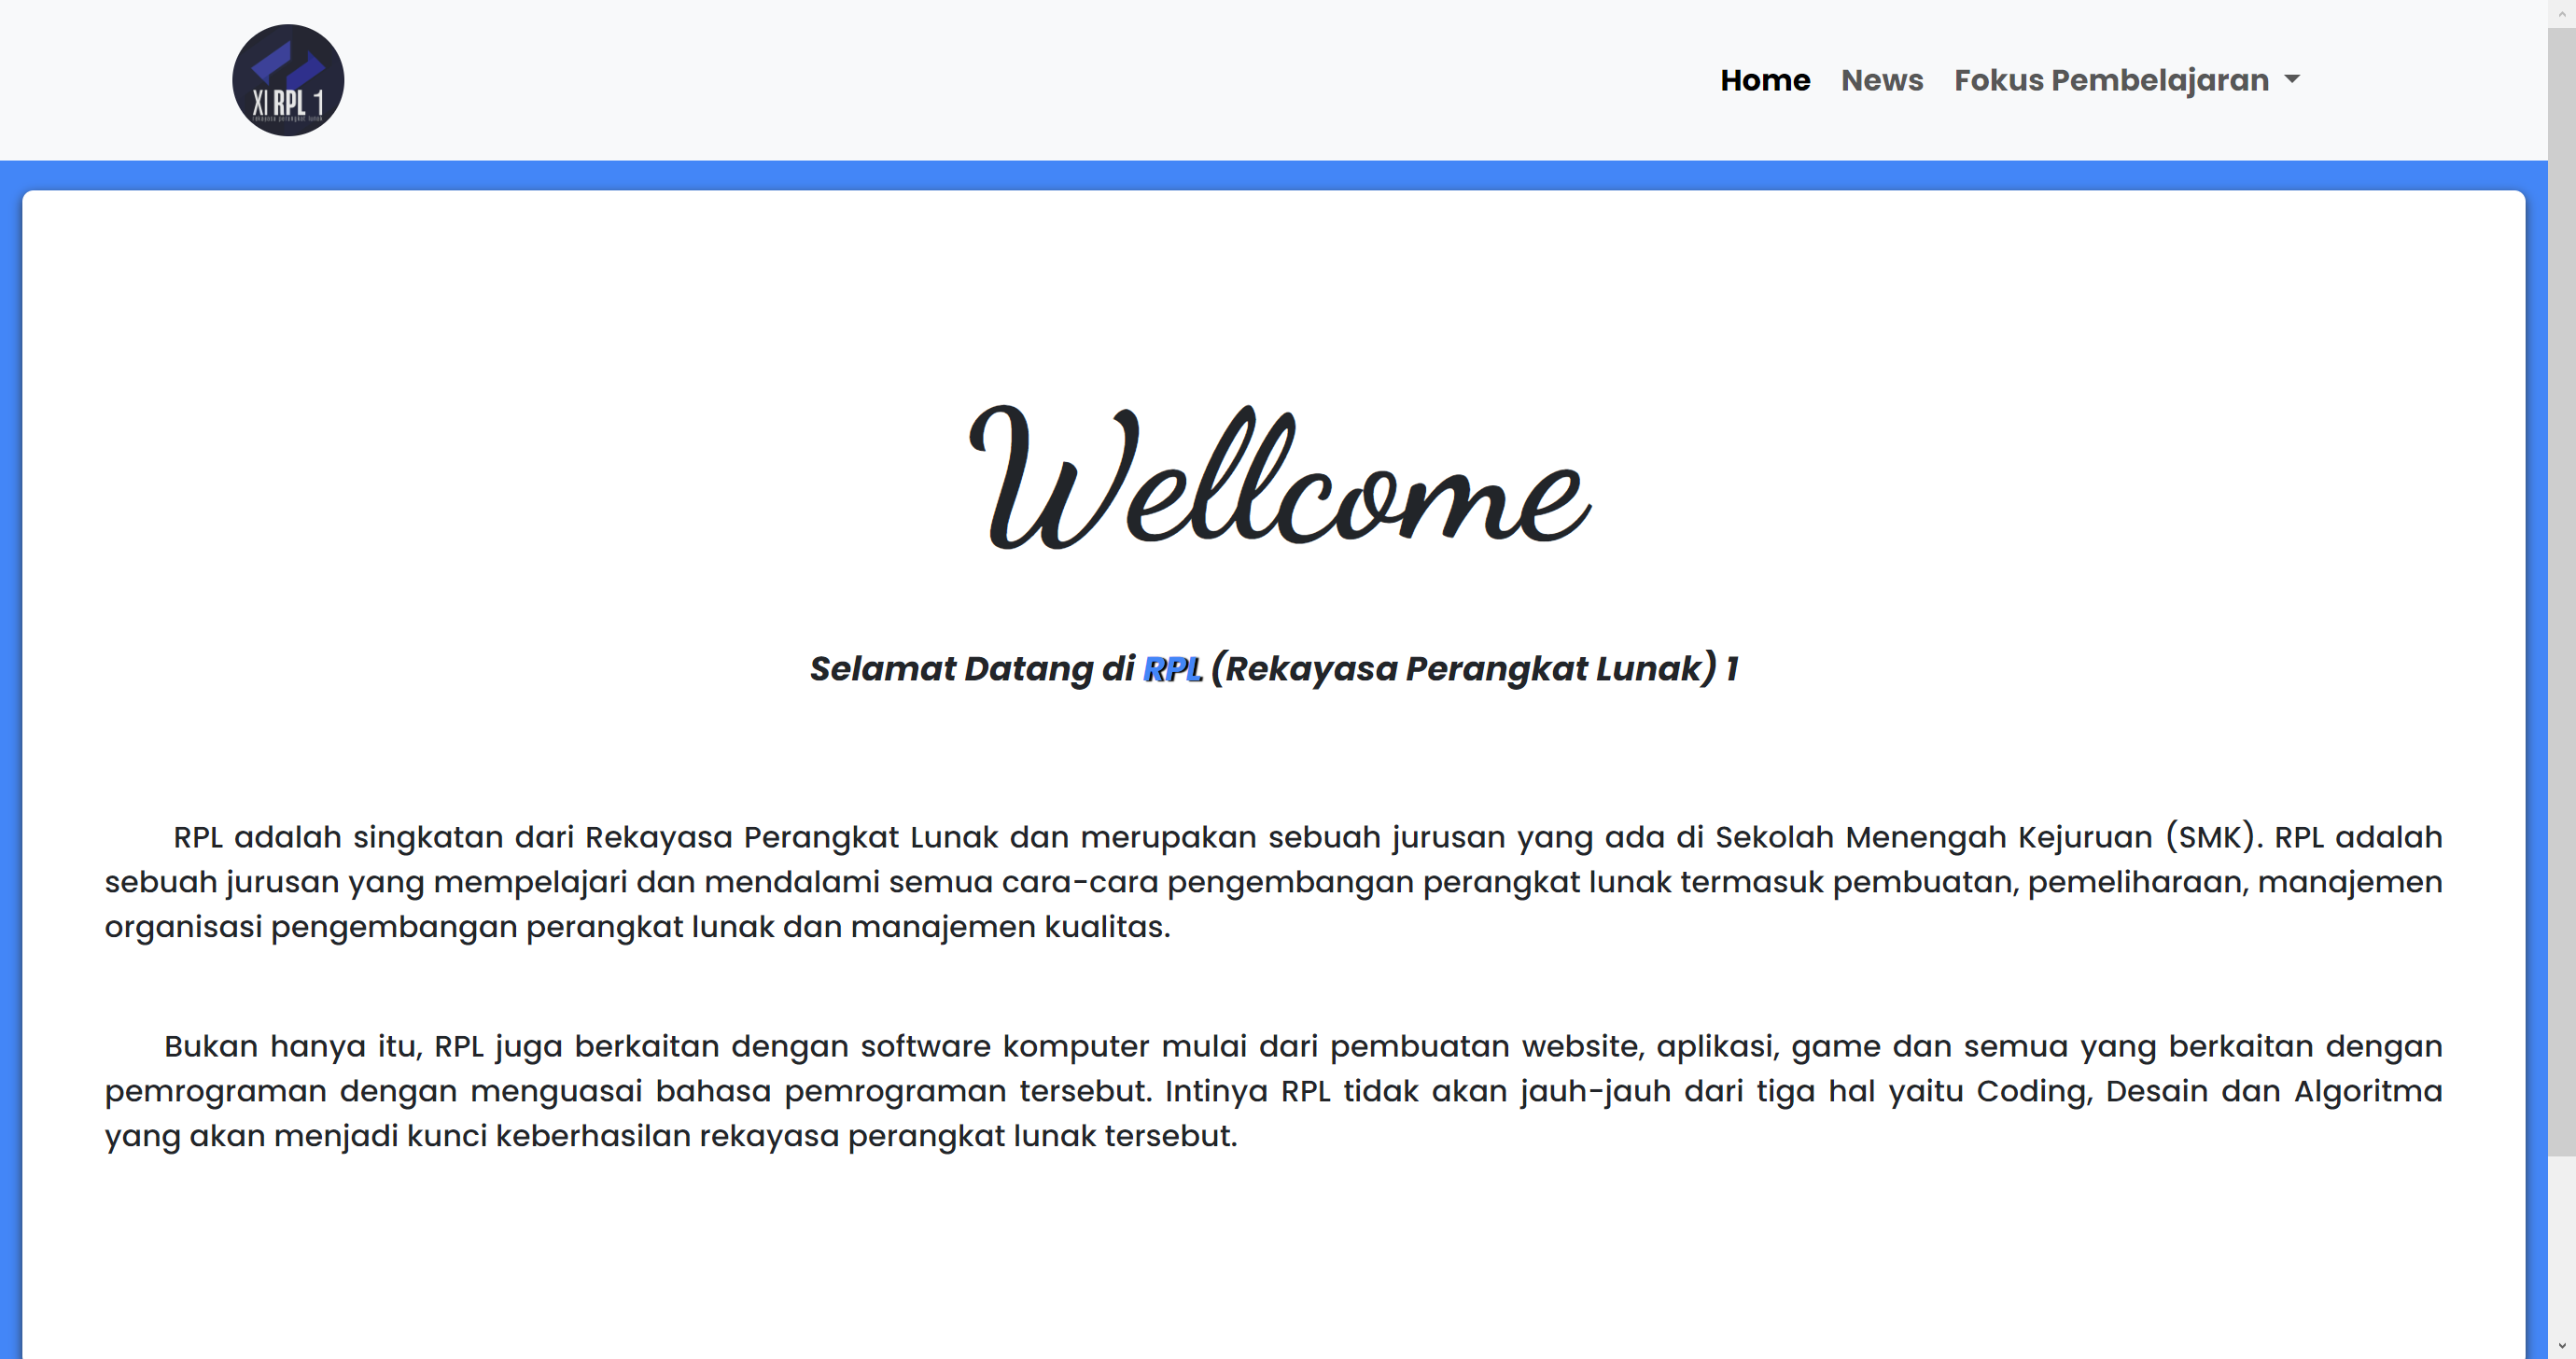 XI RPL 1
rekayasa perangkat lunak
Home News Fokus Pembelajaran
Wellcome
Selamat Datang di RPL (Rekayasa Perangkat Lunak) 1
RPL adalah singkatan dari Rekayasa Perangkat Lunak dan merupakan sebuah jurusan yang ada di Sekolah Menengah Kejuruan (SMK). RPL adalah
sebuah jurusan yang mempelajari dan mendalami semua cara-cara pengembangan perangkat lunak termasuk pembuatan, pemeliharaan, manajemen
organisasi pengembangan perangkat lunak dan manajemen kualitas.
Bukan hanya itu, RPL juga berkaitan dengan software komputer mulai dari pembuatan website, aplikasi, game dan semua yang berkaitan dengan
pemrograman dengan menguasai bahasa pemrograman tersebut. Intinya RPL tidak akan jauh-jauh dari tiga hal yaitu Coding, Desain dan Algoritma
yang akan menjadi kunci keberhasilan rekayasa perangkat lunak tersebut.